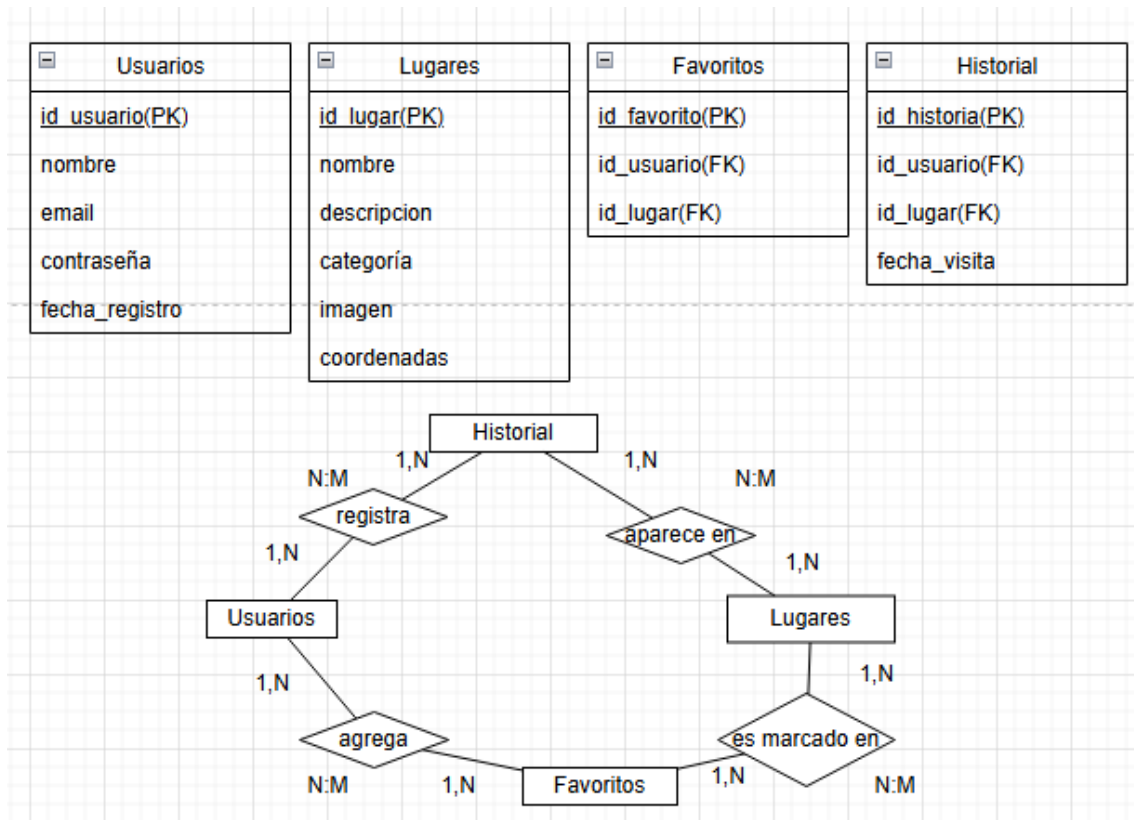 Usuarios
id_usuario(PK)
nombre
email
contraseña
fecha_registro
Lugares
id_lugar(PK)
nombre
descripcion
categoría
imagen
coordenadas
Favoritos
id_favorito(PK)
id_usuario(FK)
id_lugar(FK)
Historial
id_historia(PK)
id_usuario(FK)
id_lugar(FK)
fecha_visita
Historial
1,N
1,N
N:M
N:M
registra
aparece en
1,N
1,N
Usuarios
Lugares
1,N
1,N
agrega
es marcado en
N:M
1,N
Favoritos
1,N
N:M